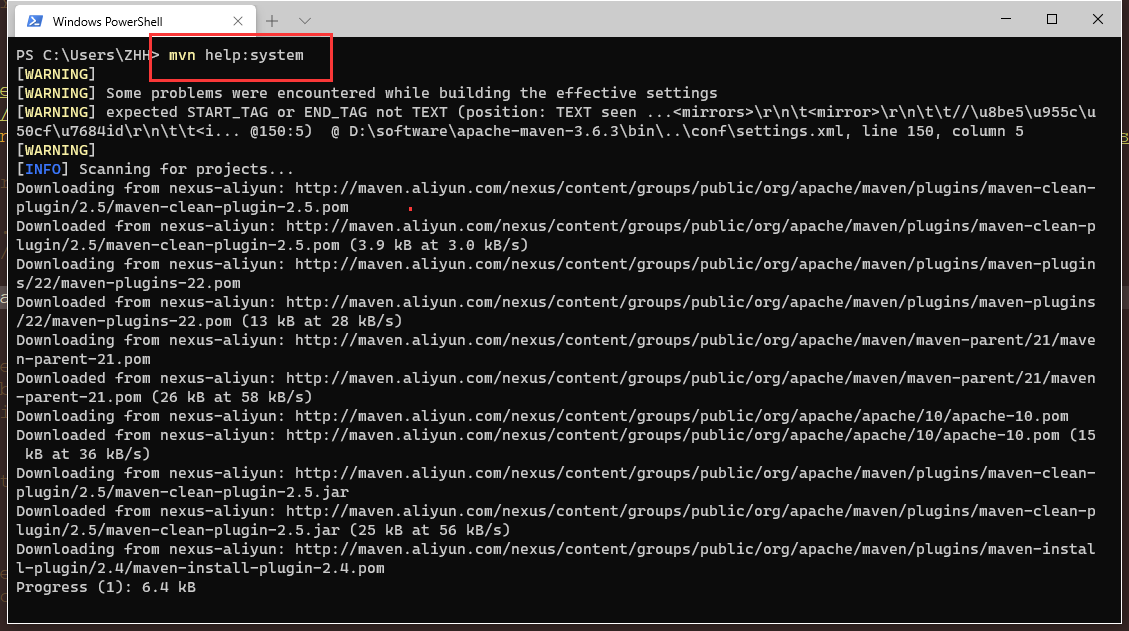 Windows PowerShell
PS C:\Users\ZHH> mvn help:system
[WARNING]
[WARNING] Some problems were encountered while building the effective settings
[WARNING] expected START_TAG or END_TAG not TEXT (position: TEXT seen ...<mirrors>\r\n\t<mirror>\r\n\t\t//\u8be5\u955c\u
50cf\u7684id\r\n\t\t<i... @150:5)  @ D:\software\apache-maven-3.6.3\bin\..\conf\settings.xml, line 150, column 5
[WARNING]
[INFO] Scanning for projects...
Downloading from nexus-aliyun: http://maven.aliyun.com/nexus/content/groups/public/org/apache/maven/plugins/maven-clean-
plugin/2.5/maven-clean-plugin-2.5.pom
Downloaded from nexus-aliyun: http://maven.aliyun.com/nexus/content/groups/public/org/apache/maven/plugins/maven-clean-p
lugin/2.5/maven-clean-plugin-2.5.pom (3.9 kB at 3.0 kB/s)
Downloading from nexus-aliyun: http://maven.aliyun.com/nexus/content/groups/public/org/apache/maven/plugins/maven-plugin
s/22/maven-plugins-22.pom
Downloaded from nexus-aliyun: http://maven.aliyun.com/nexus/content/groups/public/org/apache/maven/plugins/maven-plugins
/22/maven-plugins-22.pom (13 kB at 28 kB/s)
Downloading from nexus-aliyun: http://maven.aliyun.com/nexus/content/groups/public/org/apache/maven/maven-parent/21/mave
n-parent-21.pom
Downloaded from nexus-aliyun: http://maven.aliyun.com/nexus/content/groups/public/org/apache/maven/maven-parent/21/maven
-parent-21.pom (26 kB at 58 kB/s)
Downloading from nexus-aliyun: http://maven.aliyun.com/nexus/content/groups/public/org/apache/apache/10/apache-10.pom
Downloaded from nexus-aliyun: http://maven.aliyun.com/nexus/content/groups/public/org/apache/apache/10/apache-10.pom (15
 kB at 36 kB/s)
Downloading from nexus-aliyun: http://maven.aliyun.com/nexus/content/groups/public/org/apache/maven/plugins/maven-clean-
plugin/2.5/maven-clean-plugin-2.5.jar
Downloaded from nexus-aliyun: http://maven.aliyun.com/nexus/content/groups/public/org/apache/maven/plugins/maven-clean-p
lugin/2.5/maven-clean-plugin-2.5.jar (25 kB at 56 kB/s)
Downloading from nexus-aliyun: http://maven.aliyun.com/nexus/content/groups/public/org/apache/maven/plugins/maven-instal
l-plugin/2.4/maven-install-plugin-2.4.pom
Progress (1): 6.4 kB